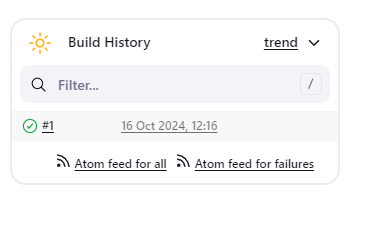 Build History trend
Filter... /
#1 16 Oct 2024, 12:16
Atom feed for all Atom feed for failures